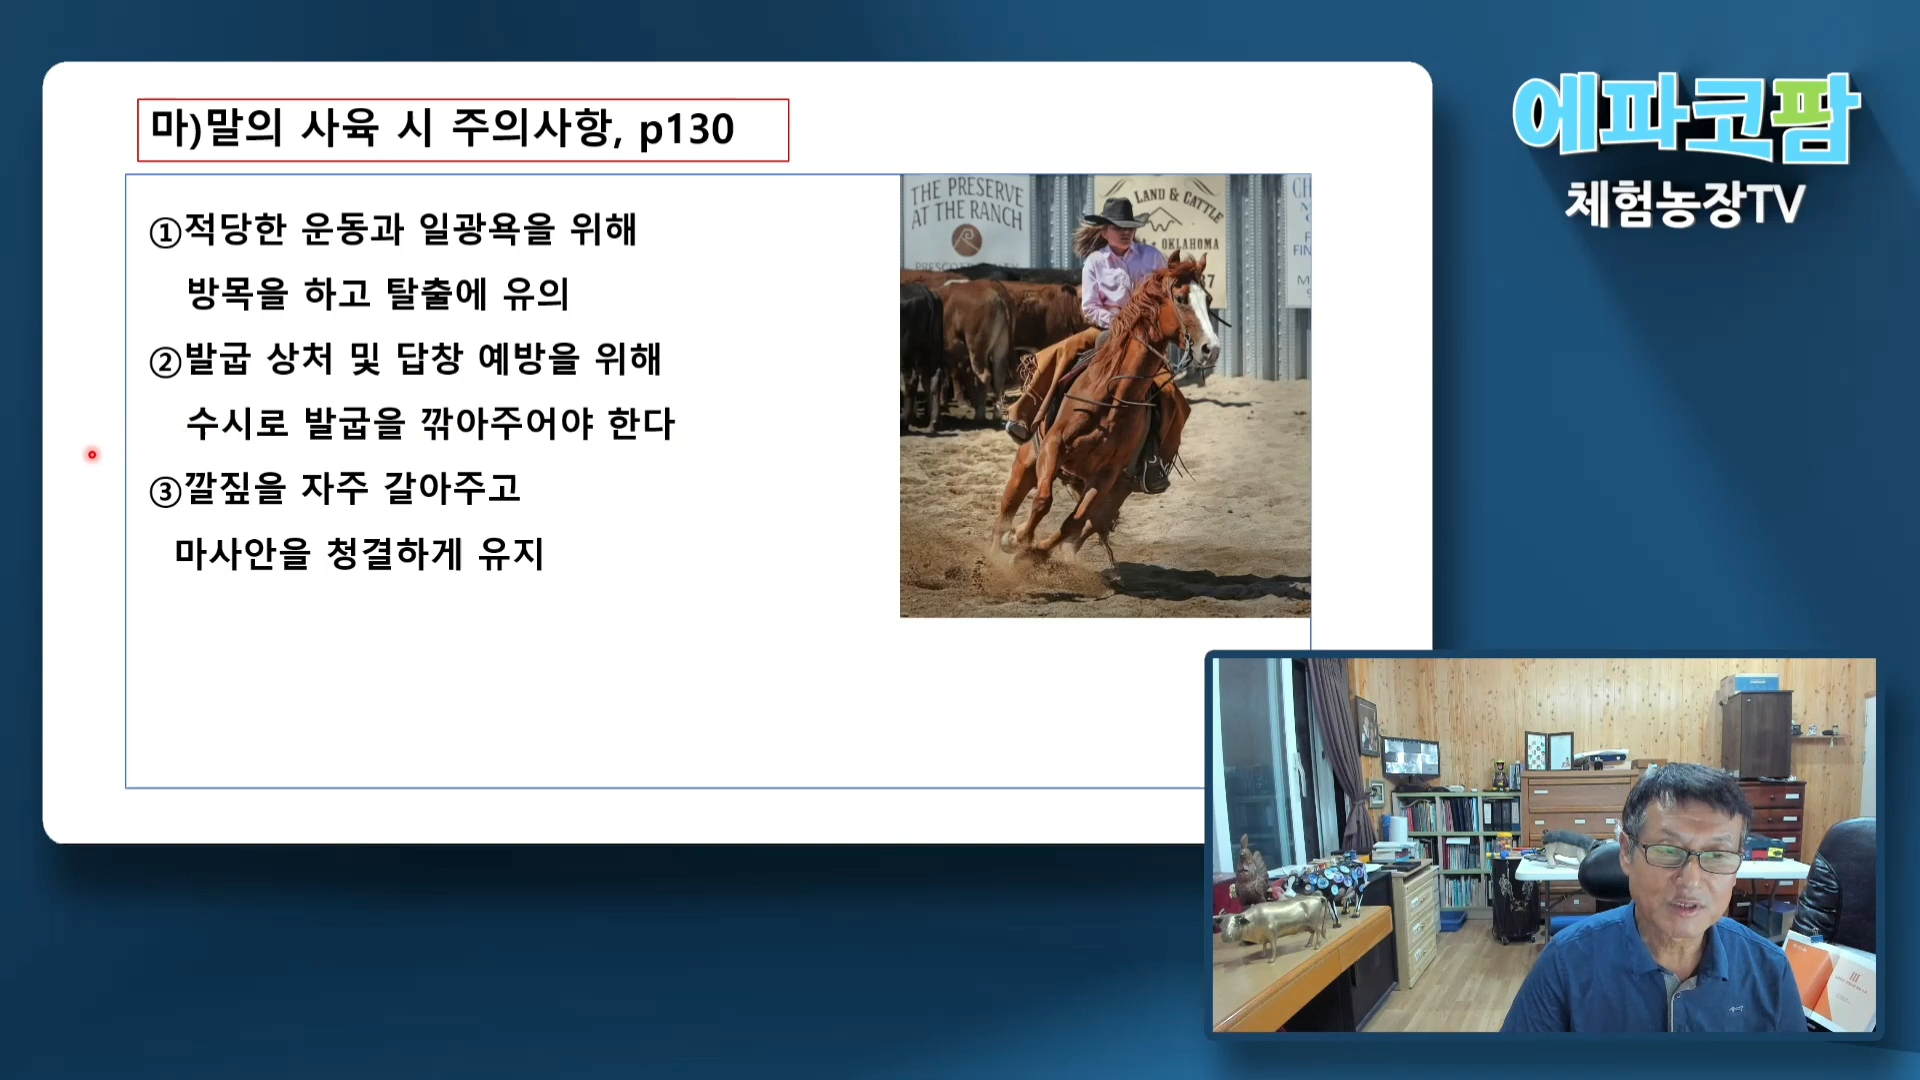 마)말의 사육 시 주의사항, p130
①적당한 운동과 일광욕을 위해
방목을 하고 탈출에 유의
②발굽 상처 및 답창 예방을 위해
수시로 발굽을 깎아주어야 한다
③깔짚을 자주 갈아주고
마사안을 청결하게 유지
THE PRESERVE
AT THE RANCH
LAND & CATTLE
OKLAHOMA
에파코팜
체험농장TV